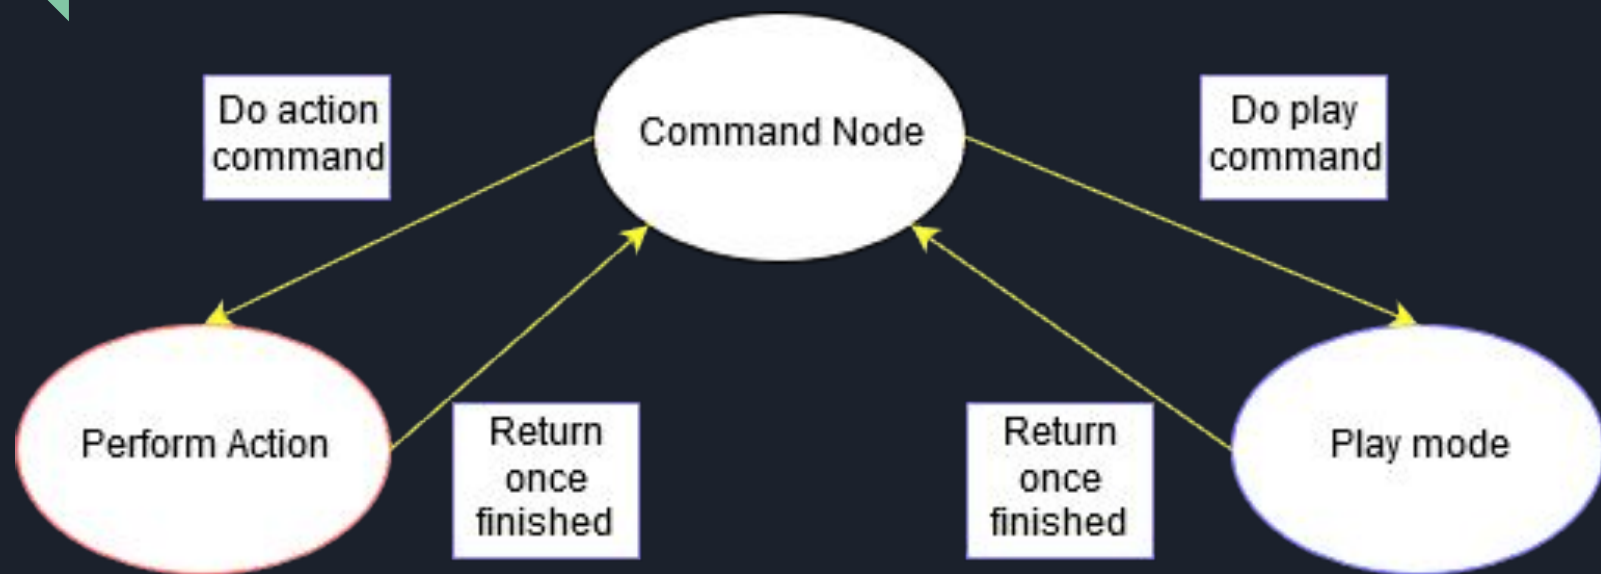 Do action
command
Command Node
Do play
command
Perform Action
Return
once
finished
Return
once
finished
Play mode